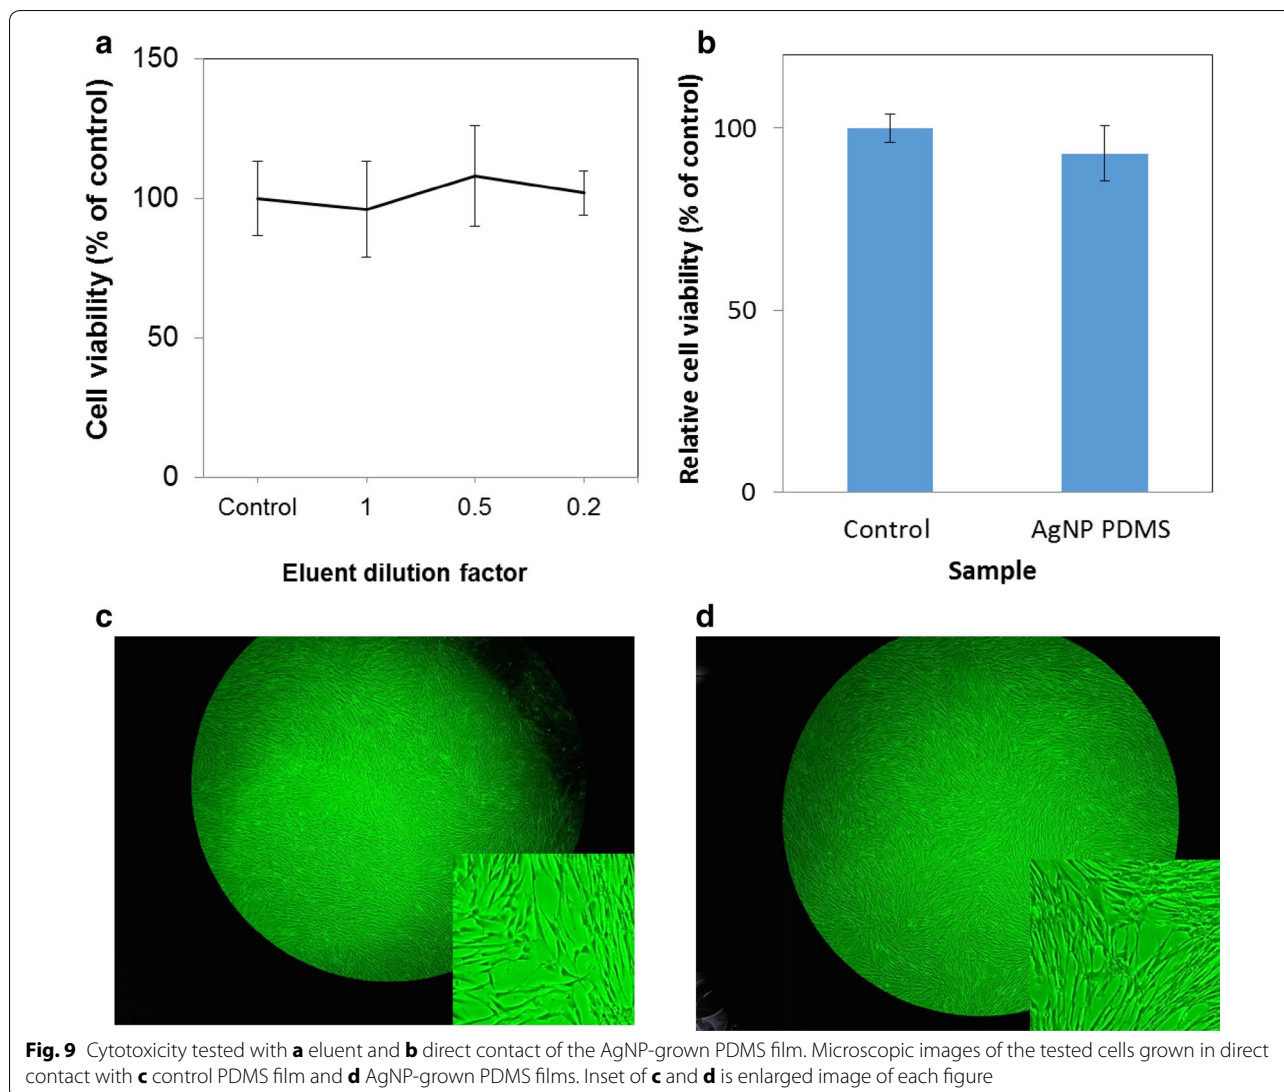 a
150
100
50
0
Cell viability (% of control)
Control 1 0.5 0.2
Eluent dilution factor
b
100
50
0
Relative cell viability (% of control)
Control AgNP PDMS
Sample
c
d
Fig. 9 Cytotoxicity tested with a eluent and b direct contact of the AgNP-grown PDMS film. Microscopic images of the tested cells grown in direct
contact with c control PDMS film and d AgNP-grown PDMS films. Inset of c and d is enlarged image of each figure